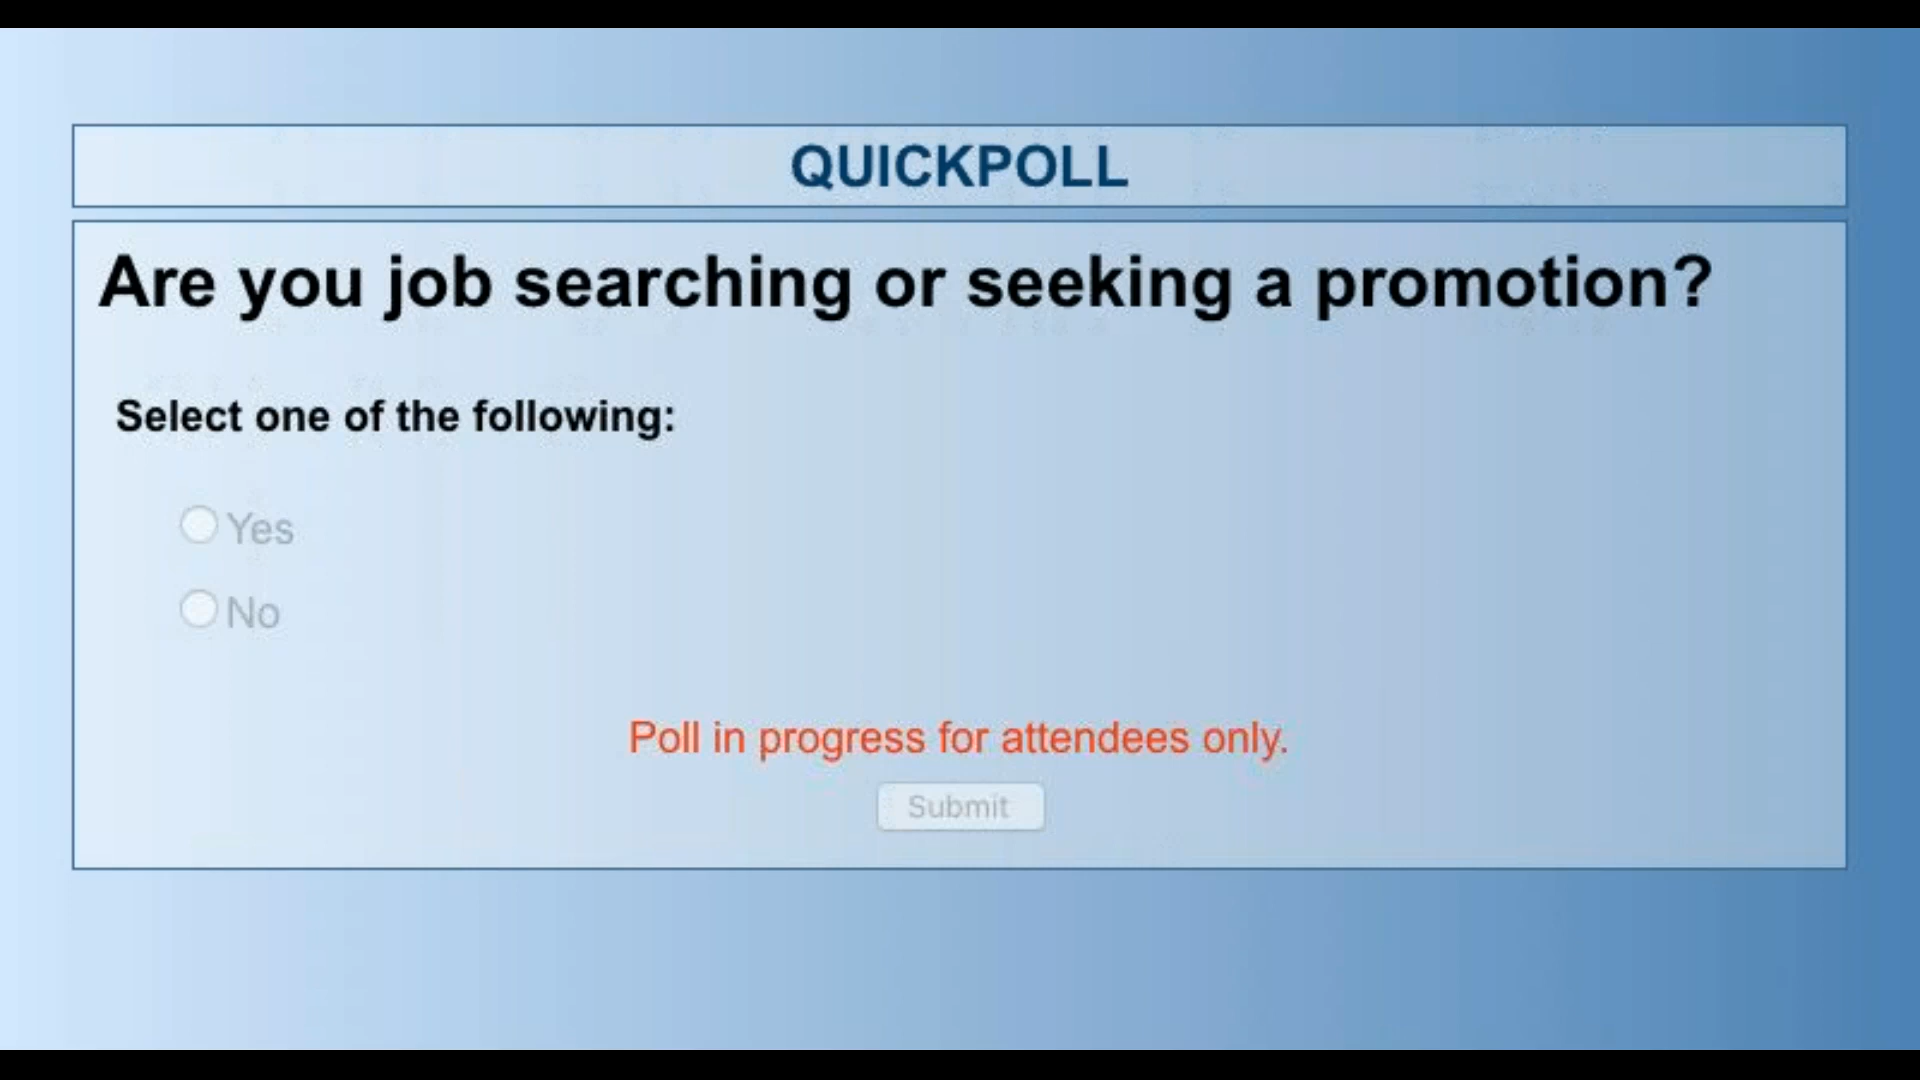 QUICKPOLL
Are you job searching or seeking a promotion?
Select one of the following:
Yes
No
Poll in progress for attendees only.
Submit